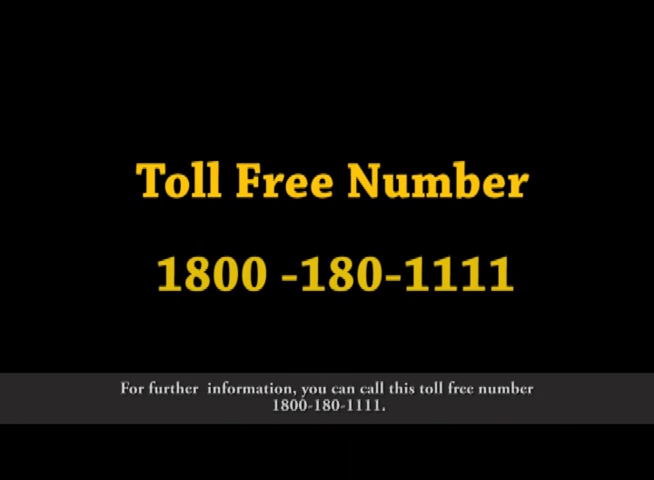 Toll Free Number
1800 -180-1111
For further  information, you can call this toll free number
1800-180-1111.